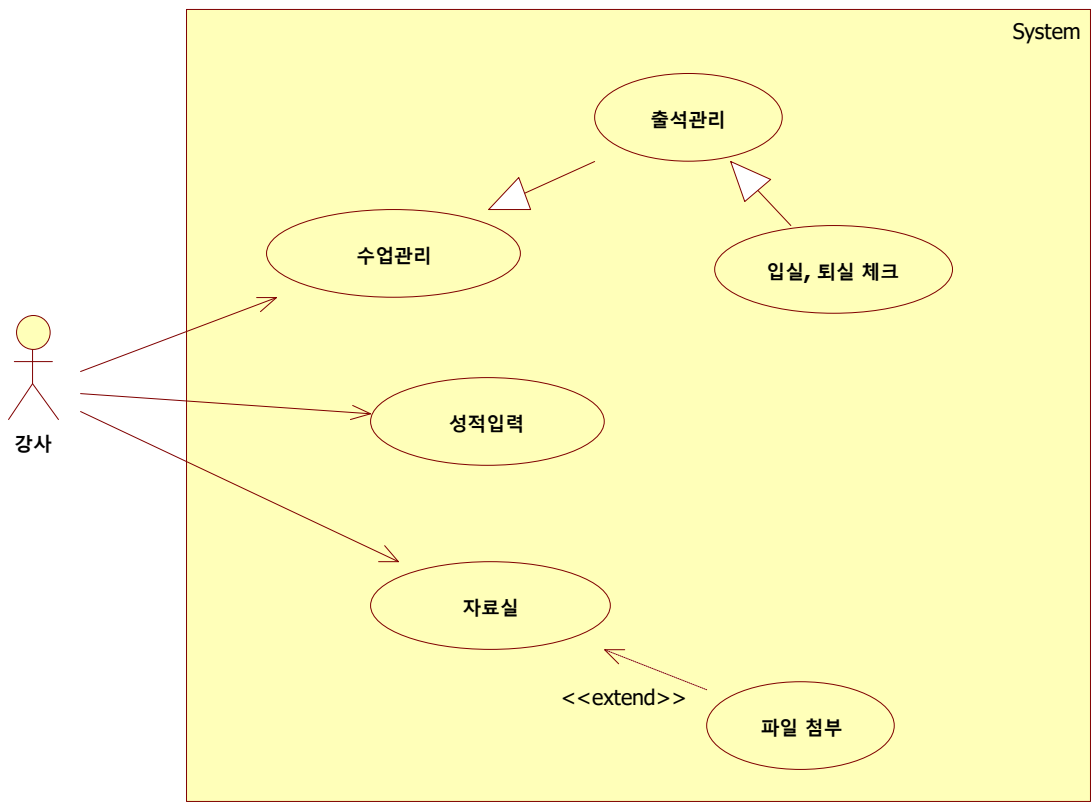 System
출석관리
수업관리
입실, 퇴실 체크
강사
성적입력
자료실
<<extend>>
파일 첨부